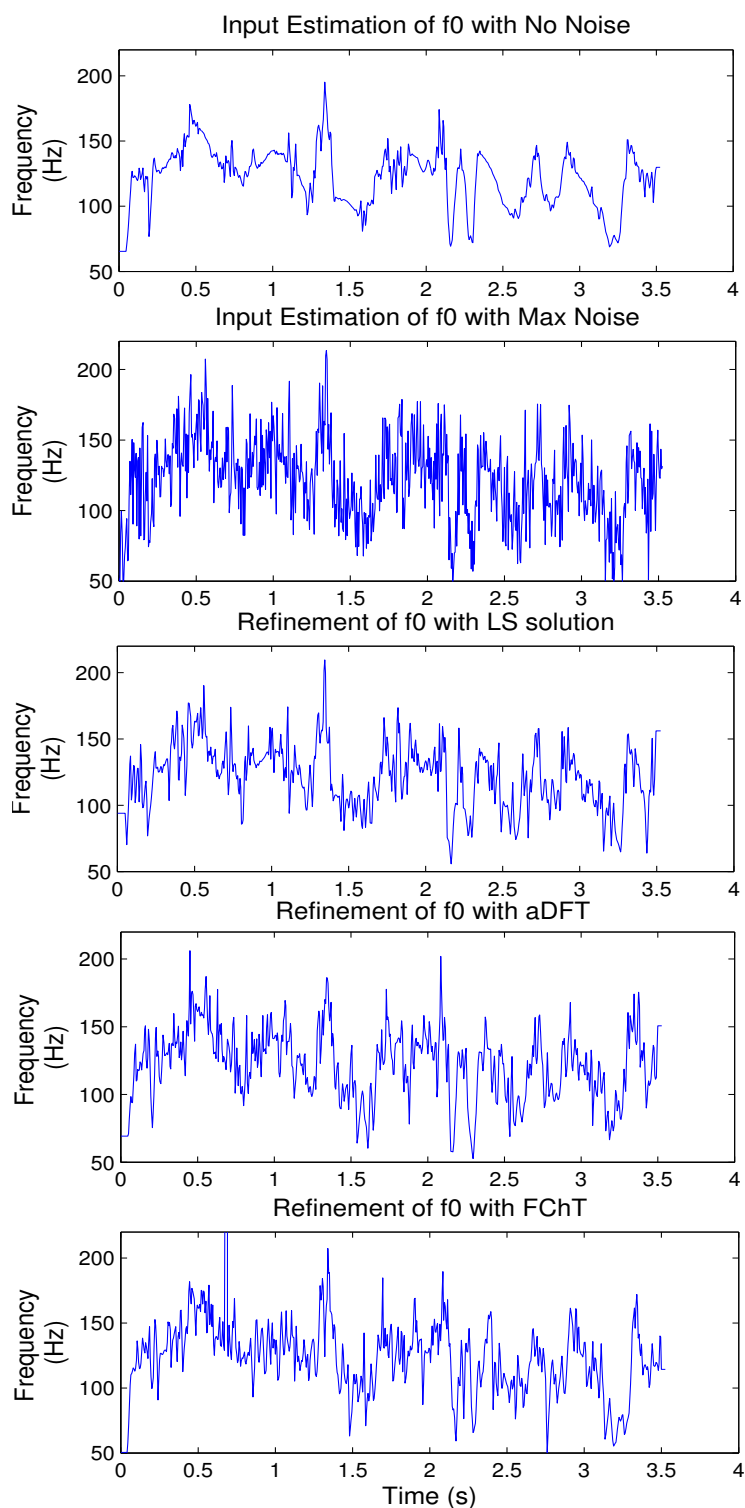 Input Estimation of f0 with No Noise
Frequency
(Hz)
200
150
100
50
0 0.5 1 1.5 2 2.5 3 3.5 4
Input Estimation of f0 with Max Noise
Frequency
(Hz)
200
150
100
50
0 0.5 1 1.5 2 2.5 3 3.5 4
Refinement of f0 with LS solution
Frequency
(Hz)
200
150
100
50
0 0.5 1 1.5 2 2.5 3 3.5 4
Refinement of f0 with aDFT
Frequency
(Hz)
200
150
100
50
0 0.5 1 1.5 2 2.5 3 3.5 4
Refinement of f0 with FChT
Frequency
(Hz)
200
150
100
50
0 0.5 1 1.5 2 2.5 3 3.5 4
Time (s)